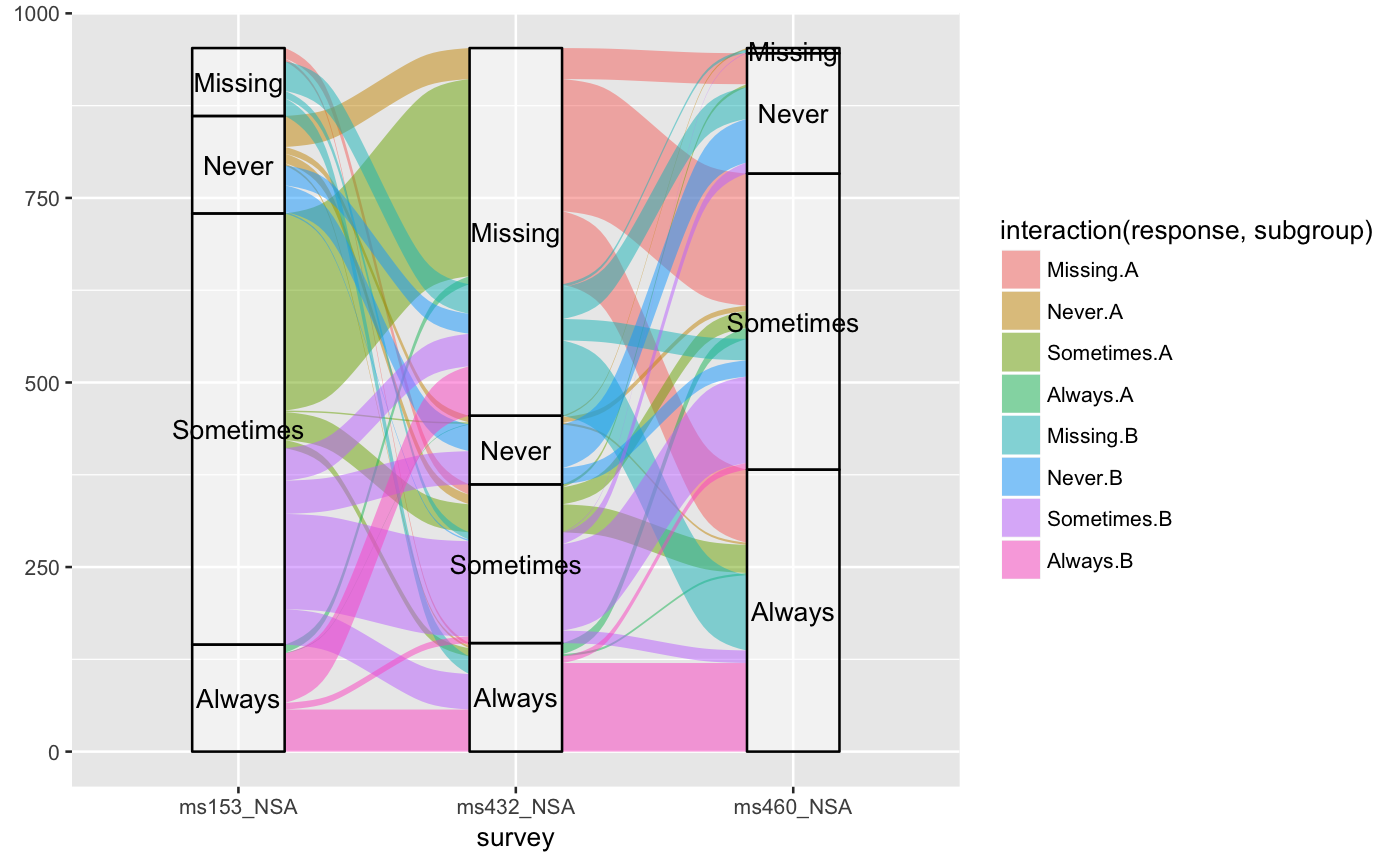 1000
750
500
250
0
Missing
Never
Sometimes
Always
Missing
Never
Sometimes
Always
Missing
Never
Sometimes
Always
ms153_NSA
ms432_NSA
ms460_NSA
survey
interaction(response, subgroup)
Missing.A
Never.A
Sometimes.A
Always.A
Missing.B
Never.B
Sometimes.B
Always.B